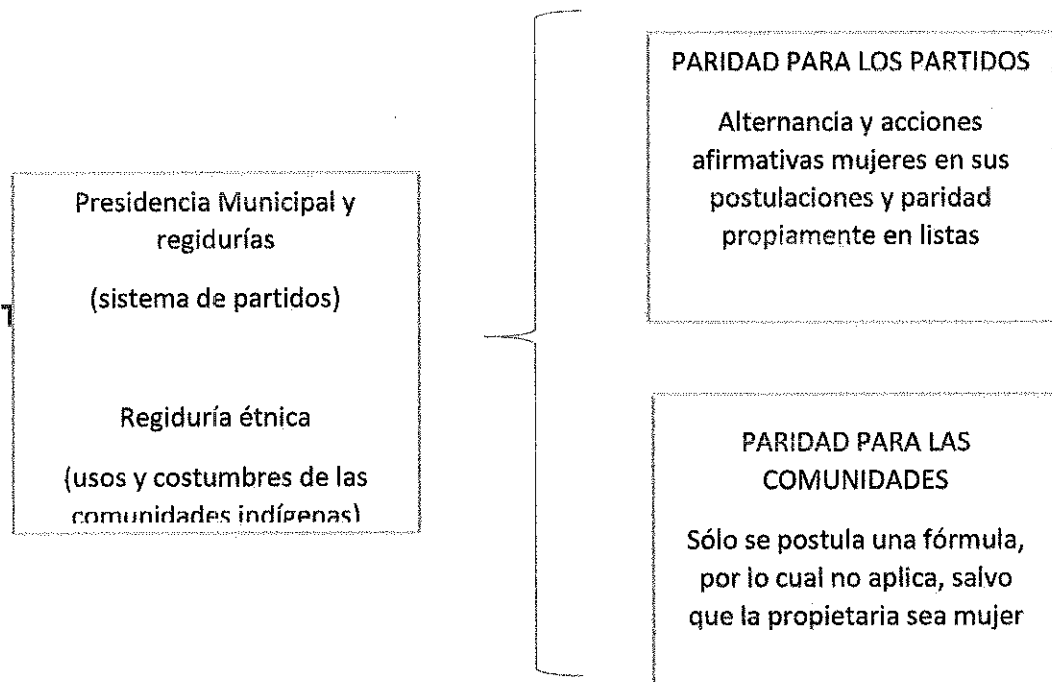 Presidencia Municipal y
regidurías
(sistema de partidos)
Regiduría étnica
(usos y costumbres de las
comunidades indígenas)
PARIDAD PARA LOS PARTIDOS
Alternancia y acciones
afirmativas mujeres en sus
postulaciones y paridad
propiamente en listas
PARIDAD PARA LAS
COMUNIDADES
Sólo se postula una fórmula,
por lo cual no aplica, salvo
que la propietaria sea mujer